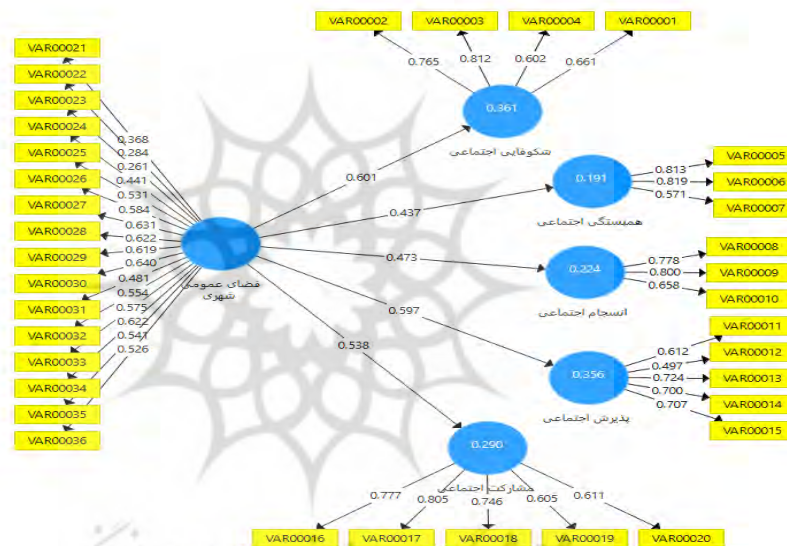 VAR00002
VAR00003
VAR00004
VAR00001
0.765
0.812
0.602
0.661
0.361
شکوفایی اجتماعی
VAR00021
VAR00022
VAR00023
VAR00024
VAR00025
VAR00026
VAR00027
VAR00028
VAR00029
VAR00030
VAR00031
VAR00032
VAR00033
VAR00034
VAR00035
VAR00036
0.368
0.284
0.261
0.441
0.531
0.584
0.631
0.622
0.619
0.640
0.481
0.554
0.575
0.622
0.541
0.526
فضای عمومی
شهری
0.601
0.437
0.473
0.597
0.538
0.191
همبستگی اجتماعی
0.813
0.819
0.571
VAR00005
VAR00006
VAR00007
0.224
انسجام اجتماعی
0.778
0.800
0.658
VAR00008
VAR00009
VAR00010
0.356
پذیرش اجتماعی
0.612
0.497
0.724
0.700
0.707
VAR00011
VAR00012
VAR00013
VAR00014
VAR00015
0.290
مشارکت اجتماعی
0.777
0.805
0.746
0.605
0.611
VAR00016
VAR00017
VAR00018
VAR00019
VAR00020